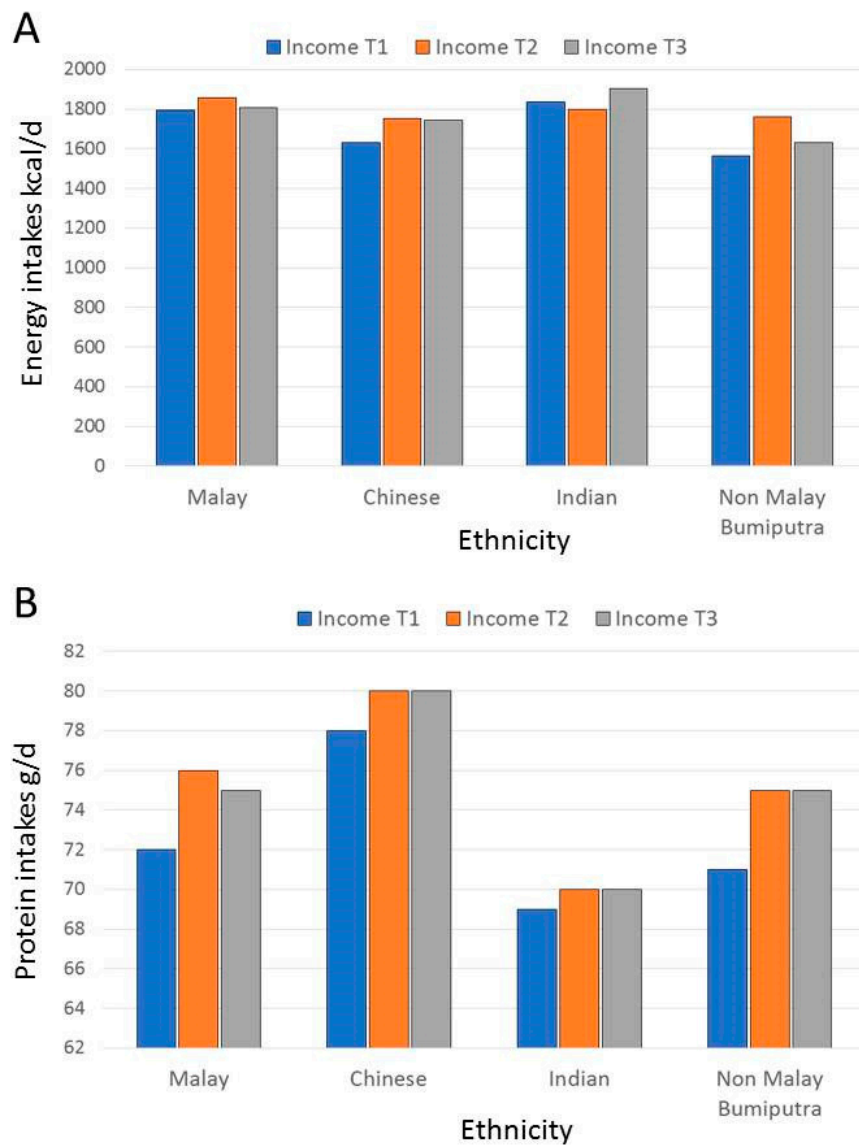 A
Income T1 Income T2 Income T3
2000
1800
1600
1400
1200
1000
800
600
400
200
0
Energy intakes kcal/d
Malay Chinese Indian Non Malay
Bumiputra
Ethnicity
B
Income T1 Income T2 Income T3
82
80
78
76
74
72
70
68
66
64
62
Protein intakes g/d
Malay Chinese Indian Non Malay
Bumiputra
Ethnicity